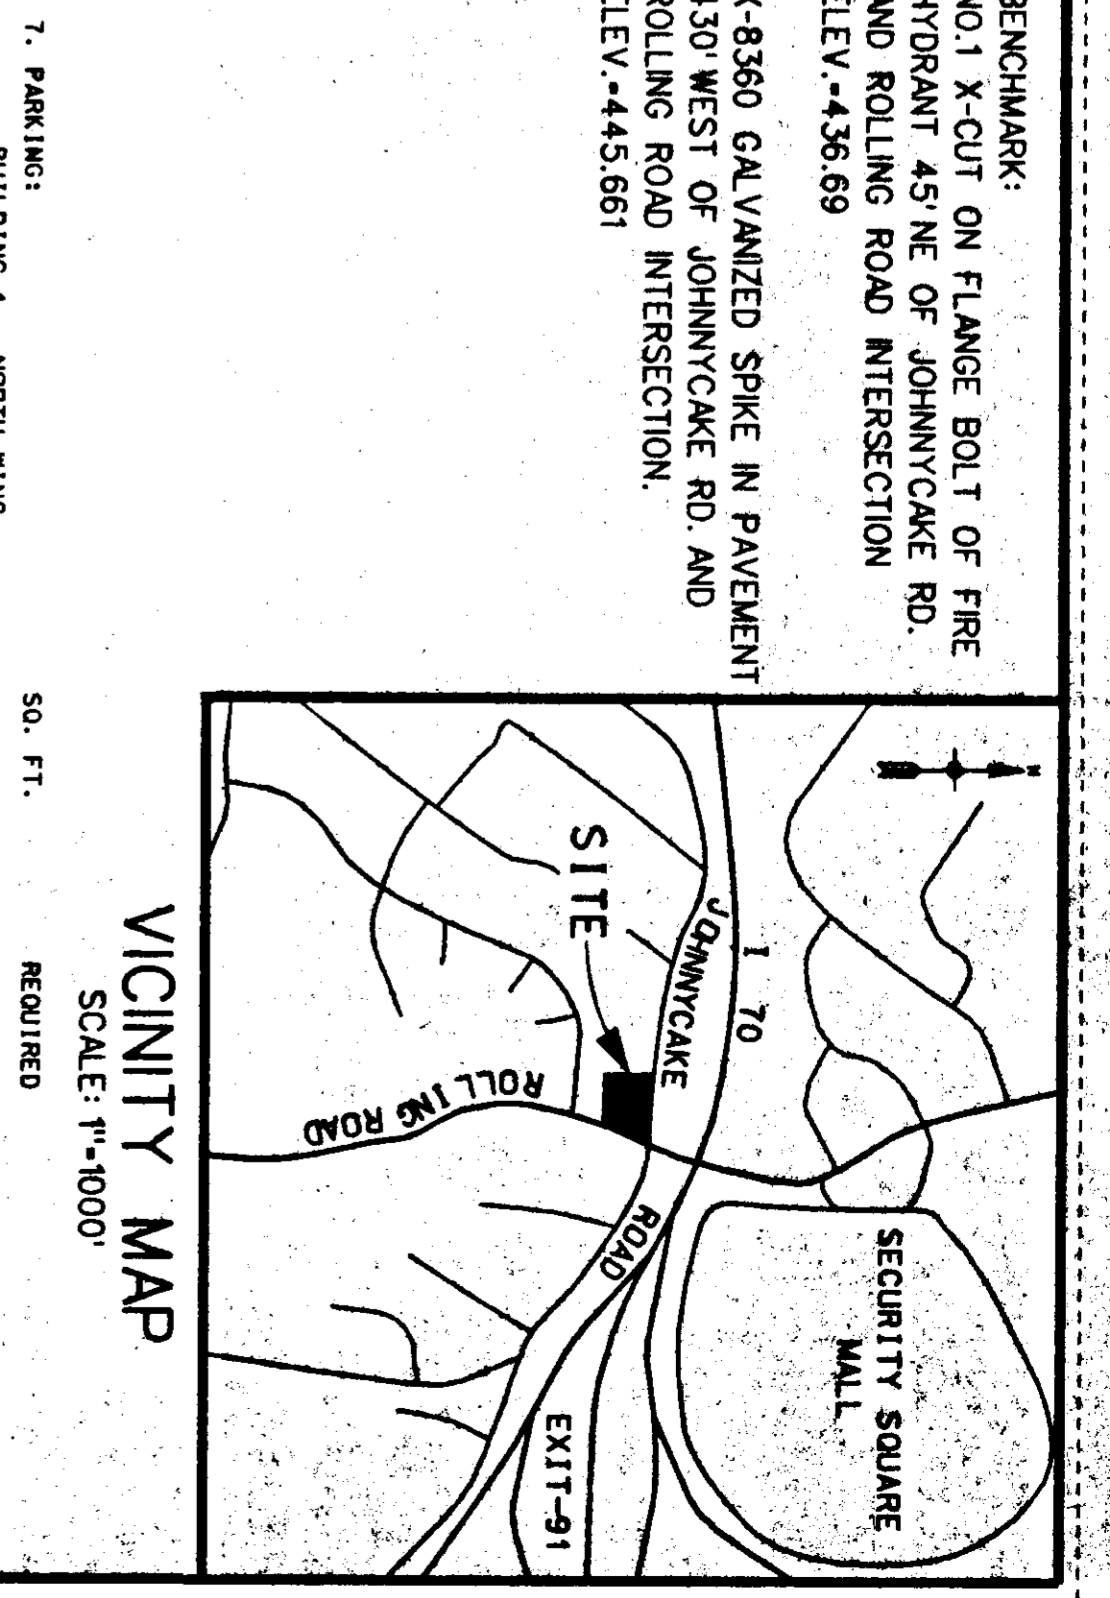 BENCHMARK:
NO.1 X-CUT ON FLANGE BOLT OF FIRE
HYDRANT 45'NE OF JOHNNYCAKE RD.
AND ROLLING ROAD INTERSECTION
ELEV.=436.69
X-8360 GALVANIZED SPIKE IN PAVEMENT
430' WEST OF JOHNNYCAKE RD. AND
ROLLING ROAD INTERSECTION.
ELEV.=445.661
N
SECURITY SQUARE
MALL
I 70
JOHNNYCAKE
ROAD
SITE
ROLLING ROAD
EXIT-91
VICINITY MAP
SCALE: 1"=1000'
7. PARKING:
SQ. FT.
REQUIRED